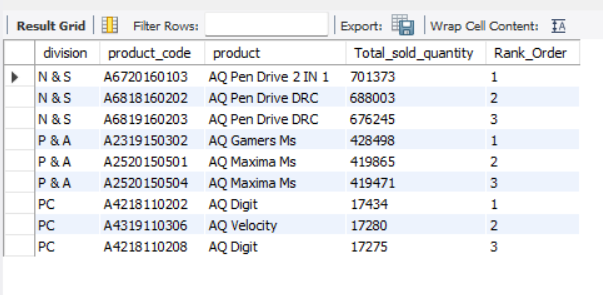 Result Grid Filter Rows: Export: Wrap Cell Content: IA
division product_code product Total_sold_quantity Rank_Order
N & S A6720160103 AQ Pen Drive 2 IN 1 701373 1
N & S A6818160202 AQ Pen Drive DRC 688003 2
N & S A6819160203 AQ Pen Drive DRC 676245 3
P & A A2319150302 AQ Gamers Ms 428498 1
P & A A2520150501 AQ Maxima Ms 419865 2
P & A A2520150504 AQ Maxima Ms 419471 3
PC A4218110202 AQ Digit 17434 1
PC A4319110306 AQ Velocity 17280 2
PC A4218110208 AQ Digit 17275 3